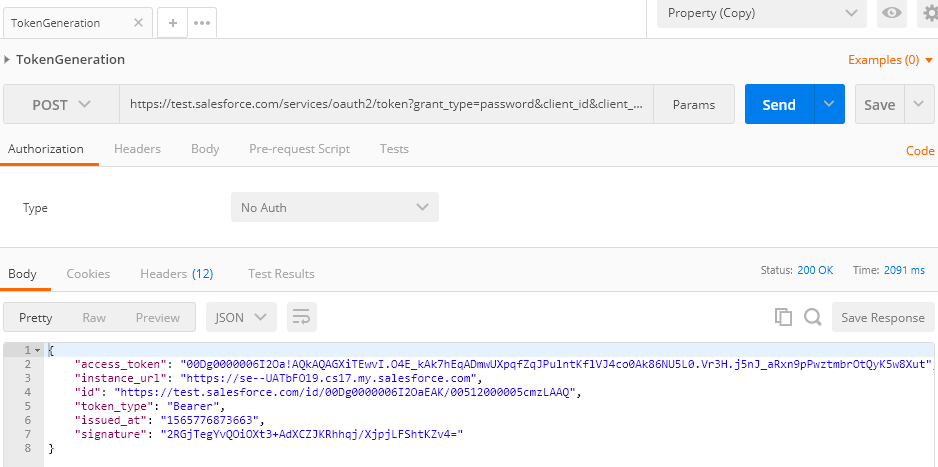 TokenGeneration
Property (Copy)
TokenGeneration
Examples (0)
POST https://test.salesforce.com/services/oauth2/token?grant_type=password&client_id&client_... Params Send Save
Authorization Headers Body Pre-request Script Tests Code
Type No Auth
Body Cookies Headers (12) Test Results Status: 200 OK Time: 2091 ms
Pretty Raw Preview JSON Save Response
1 {
2 "access_token": "00Dg0000006I2Oa!AQkAQAGXiTEwvI.O4E_kAk7hEqADmwUXpqfZqJPulntKflVJ4co0Ak86NU5L0.Vr3H.j5nJ_aRxn9pPwztmbrOtQyK5w8Xut",
3 "instance_url": "https://se--UATbFO19.cs17.my.salesforce.com",
4 "id": "https://test.salesforce.com/id/00Dg0000006I2OaEAK/00512000005cmzLAAQ",
5 "token_type": "Bearer",
6 "issued_at": "1565776873663",
7 "signature": "2RGjTegYvQOiOXt3+AdXCZJKRhhqj/XjpjLFShtKZv4="
8 }